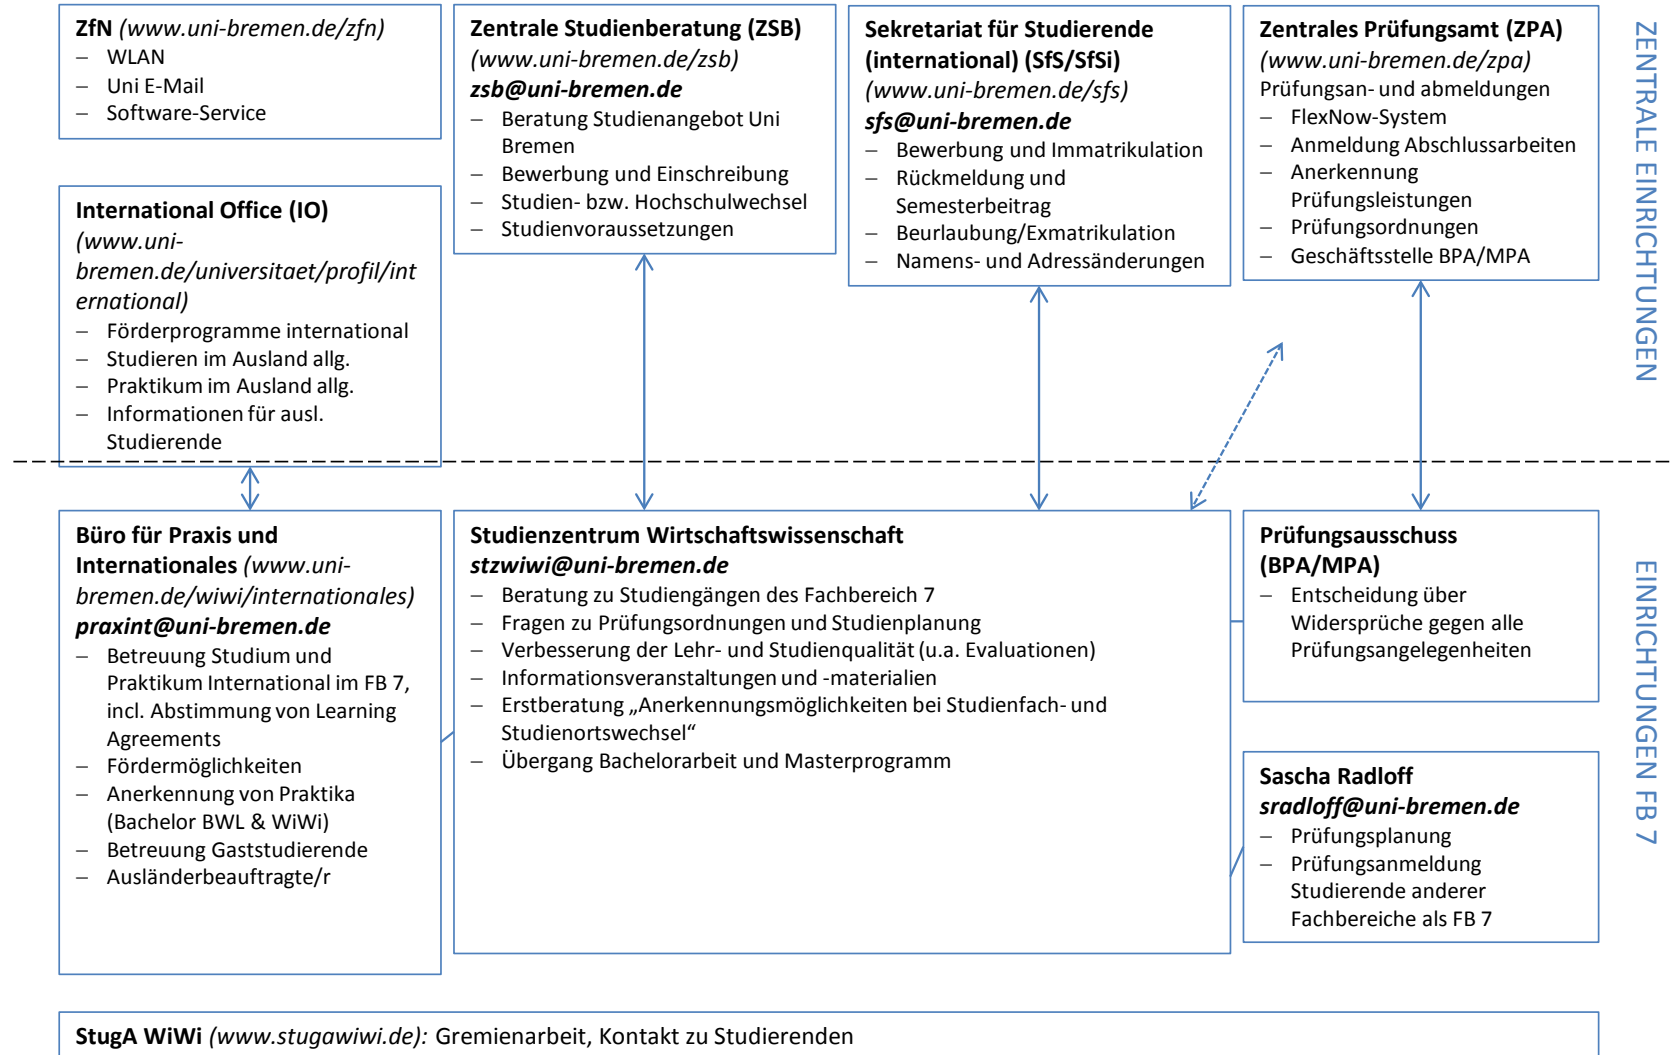 ZfN (www.uni-bremen.de/zfn)
– WLAN
– Uni E-Mail
– Software-Service
International Office (IO)
(www.uni-
bremen.de/universitaet/profil/int
ernational)
– Förderprogramme international
– Studieren im Ausland allg.
– Praktikum im Ausland allg.
– Informationen für ausl.
Studierende
Zentrale Studienberatung (ZSB)
(www.uni-bremen.de/zsb)
zsb@uni-bremen.de
– Beratung Studienangebot Uni
Bremen
– Bewerbung und Einschreibung
– Studien- bzw. Hochschulwechsel
– Studienvoraussetzungen
Sekretariat für Studierende
(international) (SfS/SfSi)
(www.uni-bremen.de/sfs)
sfs@uni-bremen.de
– Bewerbung und Immatrikulation
– Rückmeldung und
Semesterbeitrag
– Beurlaubung/Exmatrikulation
– Namens- und Adressänderungen
Zentrales Prüfungsamt (ZPA)
(www.uni-bremen.de/zpa)
Prüfungsan- und abmeldungen
– FlexNow-System
– Anmeldung Abschlussarbeiten
– Anerkennung
Prüfungsleistungen
– Prüfungsordnungen
– Geschäftsstelle BPA/MPA
ZENTRALE EINRICHTUNGEN
Büro für Praxis und
Internationales (www.uni-
bremen.de/wiwi/internationales)
praxint@uni-bremen.de
– Betreuung Studium und
Praktikum International im FB 7,
incl. Abstimmung von Learning
Agreements
– Fördermöglichkeiten
– Anerkennung von Praktika
(Bachelor BWL & WiWi)
– Betreuung Gaststudierende
– Ausländerbeauftragte/r
Studienzentrum Wirtschaftswissenschaft
stzwiwi@uni-bremen.de
– Beratung zu Studiengängen des Fachbereich 7
– Fragen zu Prüfungsordnungen und Studienplanung
– Verbesserung der Lehr- und Studienqualität (u.a. Evaluationen)
– Informationsveranstaltungen und -materialien
– Erstberatung „Anerkennungsmöglichkeiten bei Studienfach- und
Studienortswechsel“
– Übergang Bachelorarbeit und Masterprogramm
Prüfungsausschuss
(BPA/MPA)
– Entscheidung über
Widersprüche gegen alle
Prüfungsangelegenheiten
Sascha Radloff
sradloff@uni-bremen.de
– Prüfungsplanung
– Prüfungsanmeldung
Studierende anderer
Fachbereiche als FB 7
EINRICHTUNGEN FB 7
StugA WiWi (www.stugawiwi.de): Gremienarbeit, Kontakt zu Studierenden